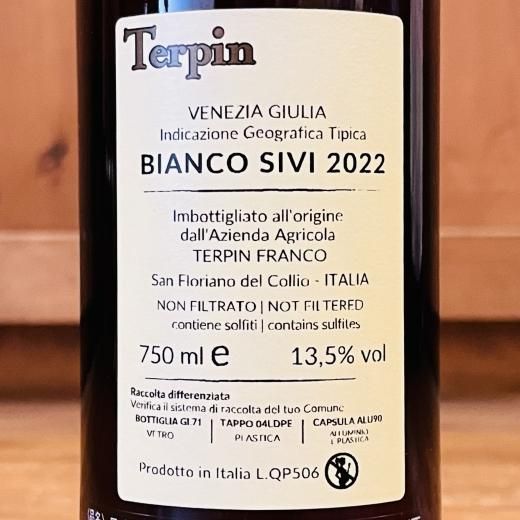 Terpin
VENEZIA GIULIA
Indicazione Geografica Tipica
BIANCO SIVI 2022
Imbottigliato all'origine
dall'Azienda Agricola
TERPIN FRANCO
San Floriano del Collio - ITALIA
NON FILTRATO | NOT FILTERED
contiene solfiti | contains sulfites
750 ml e 13,5% vol
Raccolta differenziata
Verifica il sistema di raccolta del tuo Comune
BOTTIGLIA GL71 | TAPPO 04LDPE | CAPSULA ALU90
VETRO PLASTICA ALLUMINIO
E PLASTICA
Prodotto in Italia L.QP506